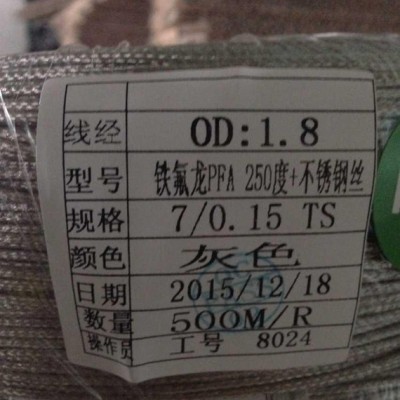 线经 OD:1.8
型号 铁氟龙PFA 250度+不锈钢丝
规格 7/0.15 TS
颜色 灰色
日期 2015/12/18
数量 500M/R
操作员 工号 8024